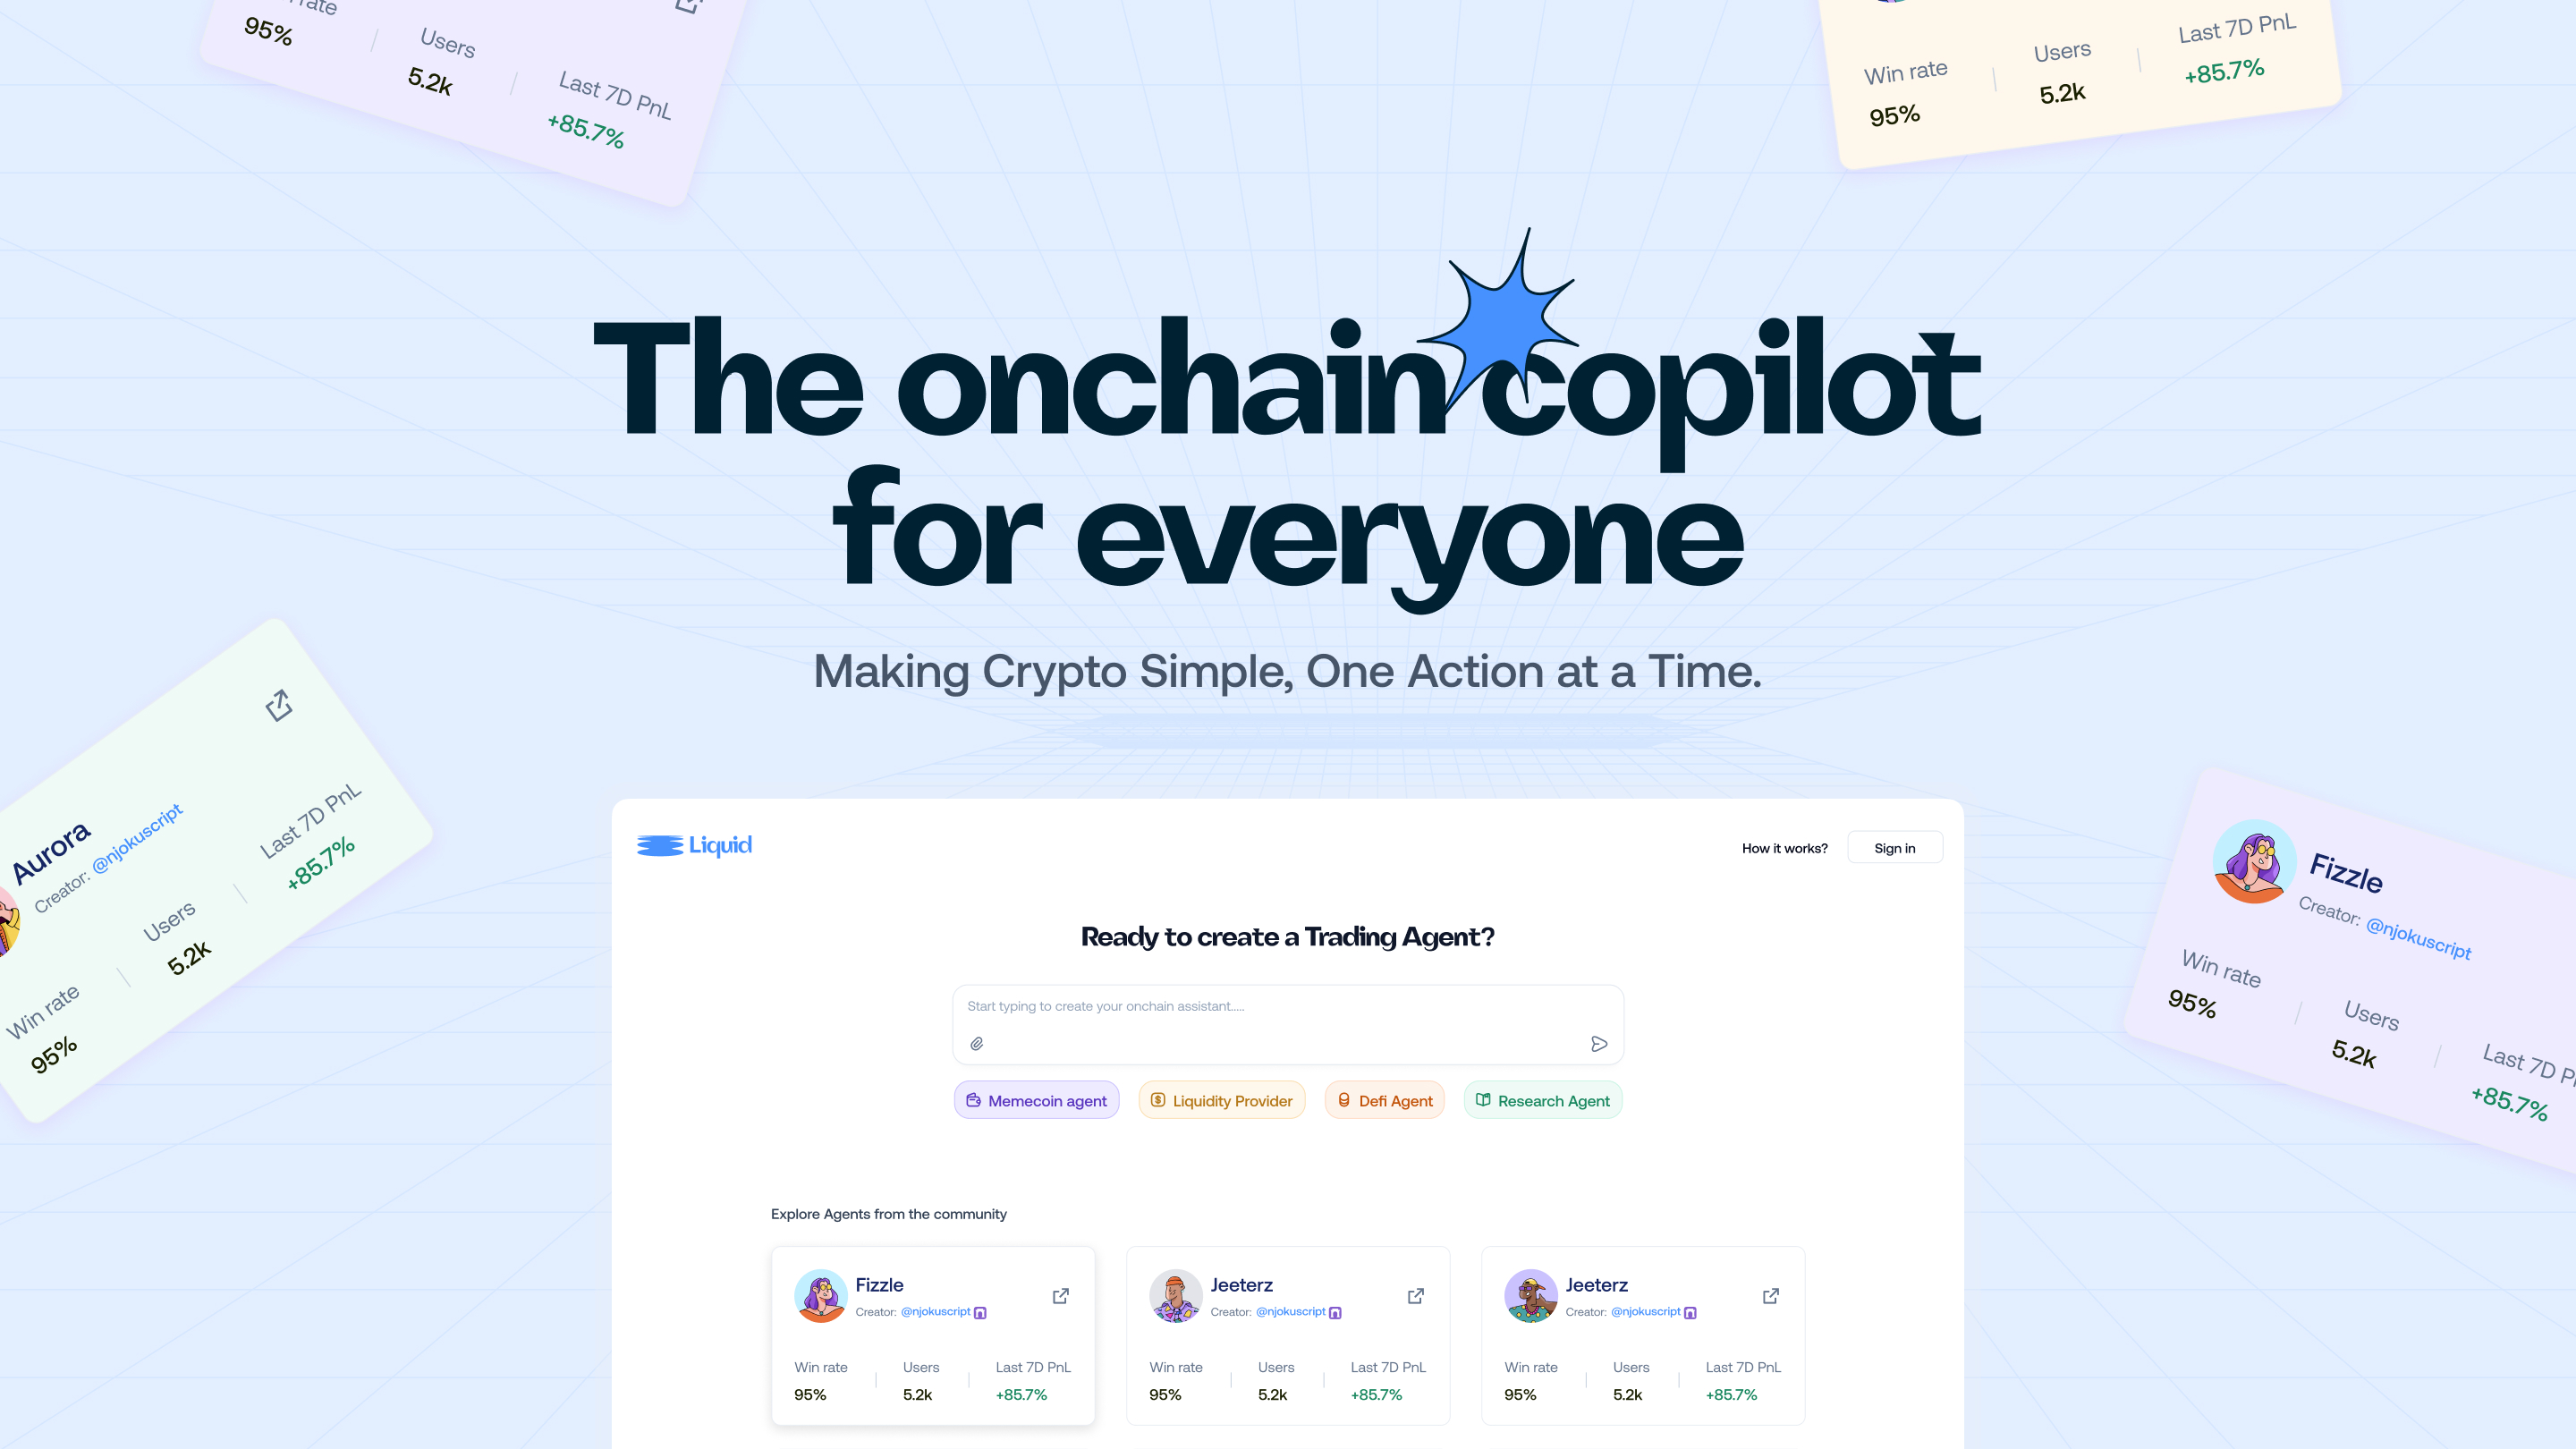 95%
Users
5.2k
Last 7D PnL
+85.7%
Win rate
95%
Users
5.2k
Last 7D PnL
+85.7%
The onchain copilot
for everyone
Making Crypto Simple, One Action at a Time.
Aurora
Creator: @njokuscript
Win rate
95%
Users
5.2k
Last 7D PnL
+85.7%
Fizzle
Creator: @njokuscript
Win rate
95%
Users
5.2k
Last 7D
+85.7%
Liquid
How it works?
Sign in
Ready to create a Trading Agent?
Start typing to create your onchain assistant.....
Memecoin agent
Liquidity Provider
Defi Agent
Research Agent
Explore Agents from the community
Fizzle
Creator: @njokuscript
Win rate
Users
Last 7D PnL
95%
5.2k
+85.7%
Jeeterz
Creator: @njokuscript
Win rate
Users
Last 7D PnL
95%
5.2k
+85.7%
Jeeterz
Creator: @njokuscript
Win rate
Users
Last 7D PnL
95%
5.2k
+85.7%